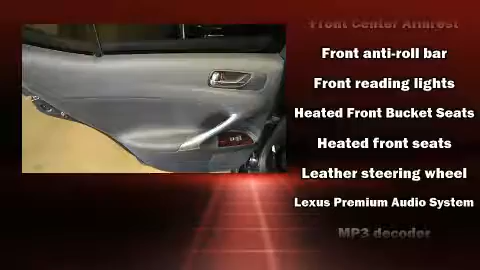 Front Center Armrest
Front anti-roll bar
Front reading lights
Heated Front Bucket Seats
Heated front seats
Leather steering wheel
Lexus Premium Audio System
MP3 decoder